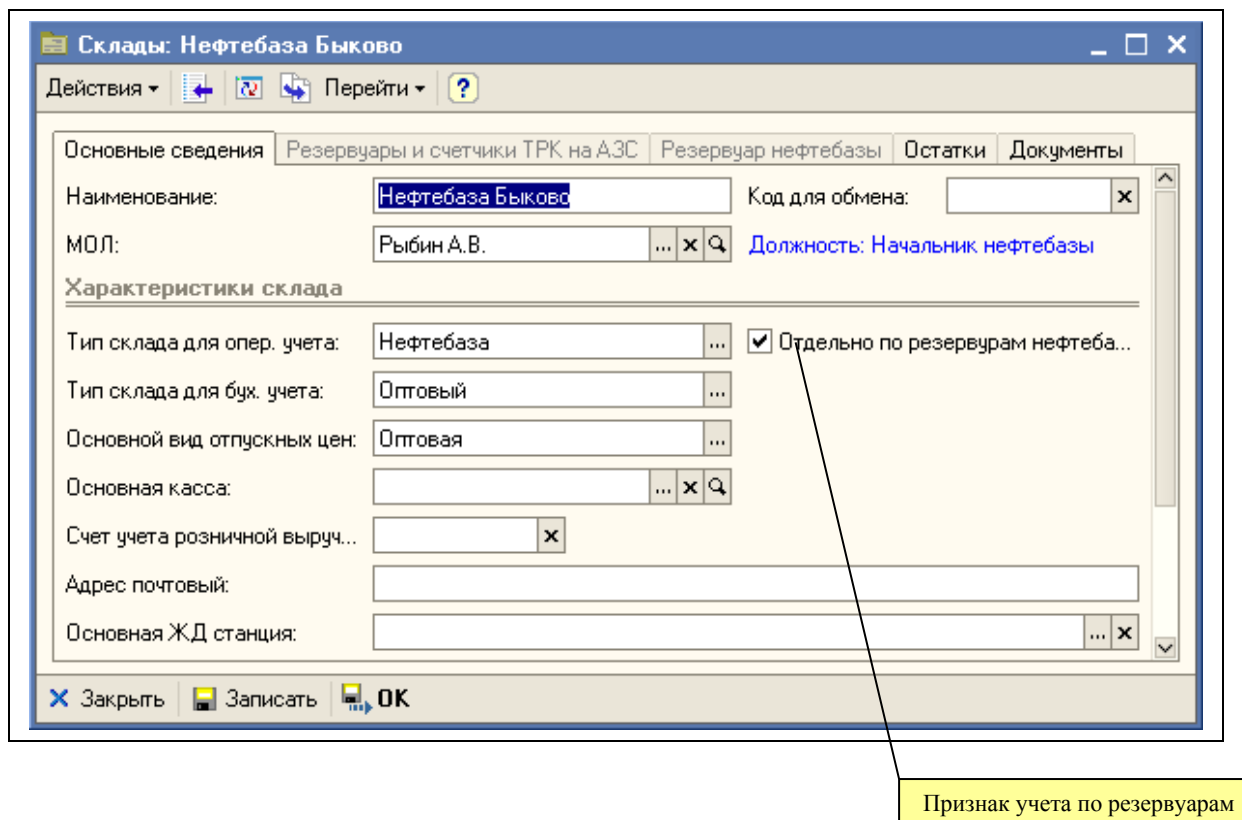 Склады: Нефтебаза Быково
Действия Перейти ?
Основные сведения Резервуары и счетчики ТРК на АЗС Резервуар нефтебазы Остатки Документы
Наименование: Нефтебаза Быково Код для обмена:
МОЛ: Рыбин А.В. ... Должность: Начальник нефтебазы
Характеристики склада
Тип склада для опер. учета: Нефтебаза ... Отдельно по резервурам нефтеба...
Тип склада для бух. учета: Оптовый ...
Основной вид отпускных цен: Оптовая ...
Основная касса: ...
Счет учета розничной выруч...
Адрес почтовый:
Основная ЖД станция: ...
Закрыть Записать OK
Признак учета по резервуарам